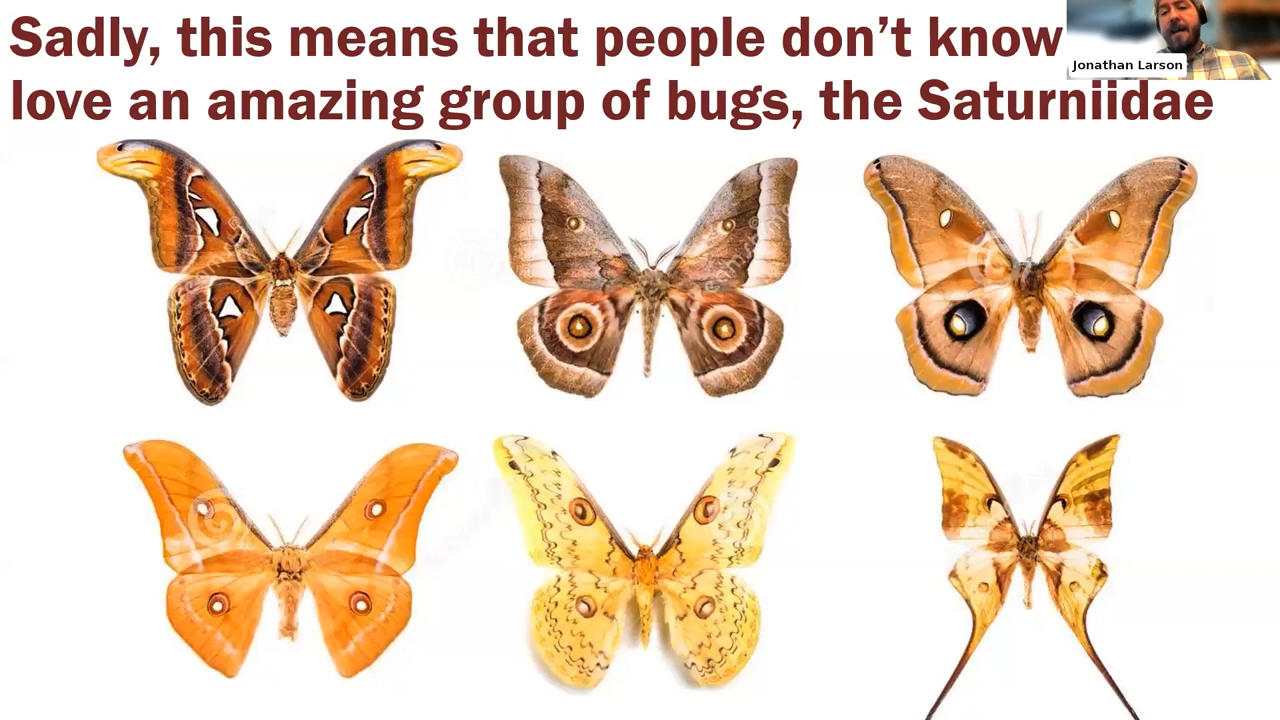 Sadly, this means that people don’t know
love an amazing group of bugs, the Saturniidae
Jonathan Larson